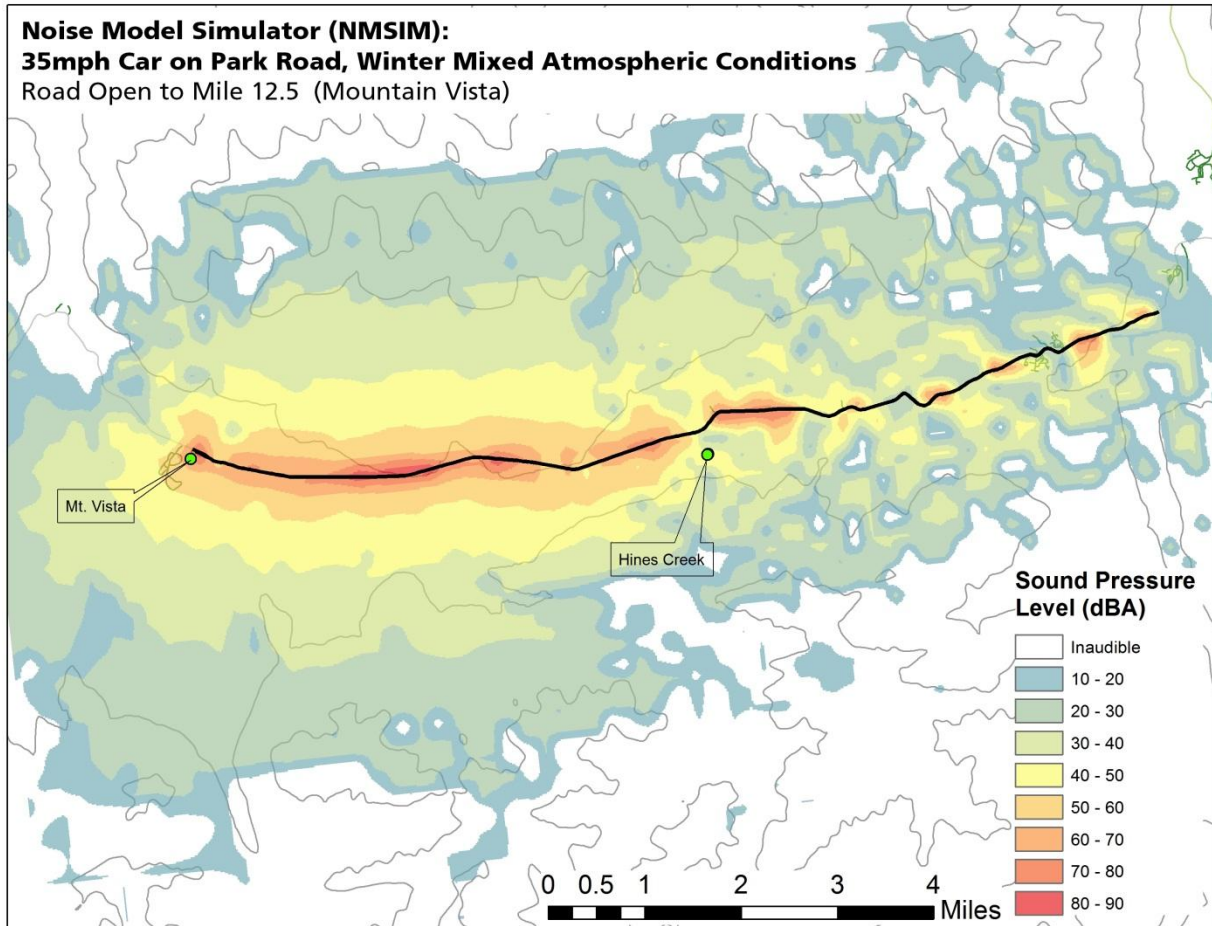 Noise Model Simulator (NMSIM):
35mph Car on Park Road, Winter Mixed Atmospheric Conditions
Road Open to Mile 12.5 (Mountain Vista)
Mt. Vista
Hines Creek
Sound Pressure
Level (dBA)
Inaudible
10 - 20
20 - 30
30 - 40
40 - 50
50 - 60
60 - 70
70 - 80
80 - 90
0 0.5 1 2 3 4
Miles